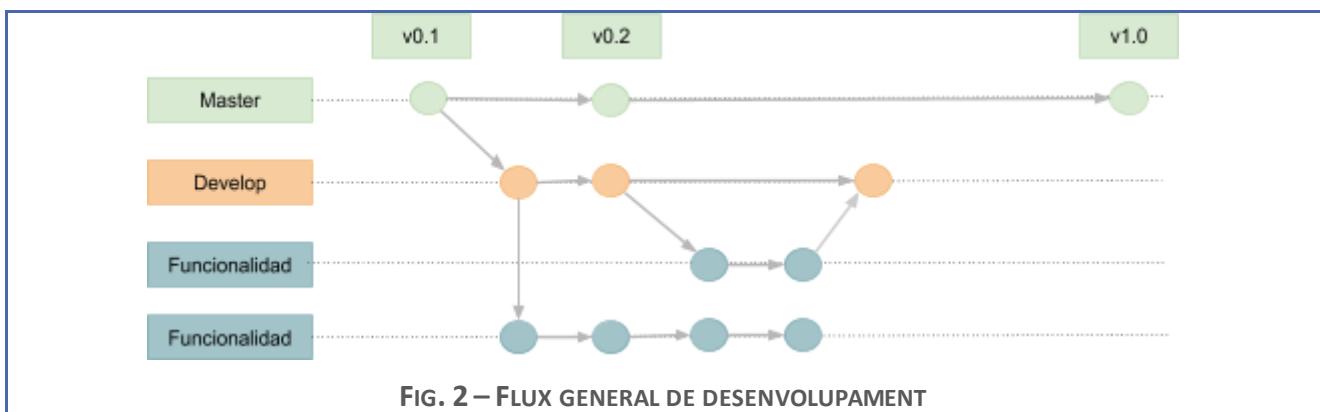 v0.1 v0.2 v1.0
Master
Develop
Funcionalidad
Funcionalidad
FIG. 2 – FLUX GENERAL DE DESENVOLUPAMENT